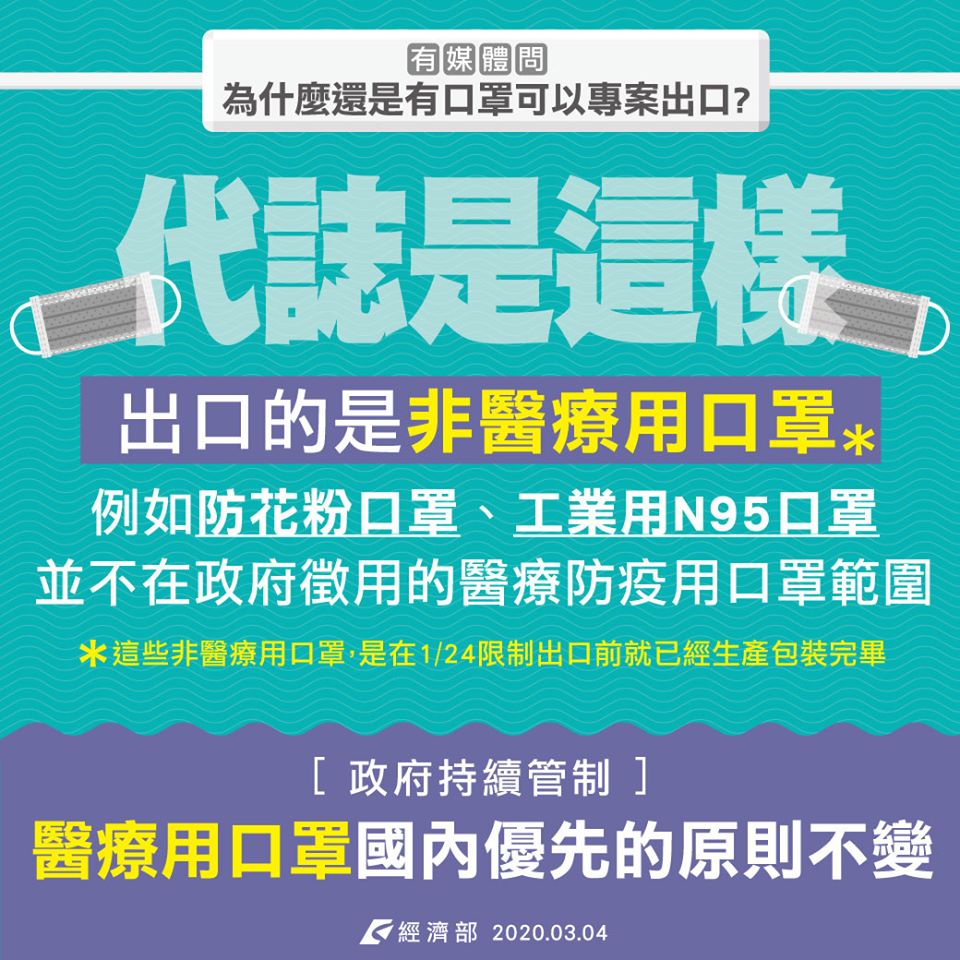 有媒體問
為什麼還是有口罩可以專案出口?
代誌是這樣
出口的是非醫療用口罩*
例如防花粉口罩、工業用N95口罩
並不在政府徵用的醫療防疫用口罩範圍
*這些非醫療用口罩,是在1/24限制出口前就已經生產包裝完畢
[ 政府持續管制 ]
醫療用口罩國內優先的原則不變
經濟部 2020.03.04